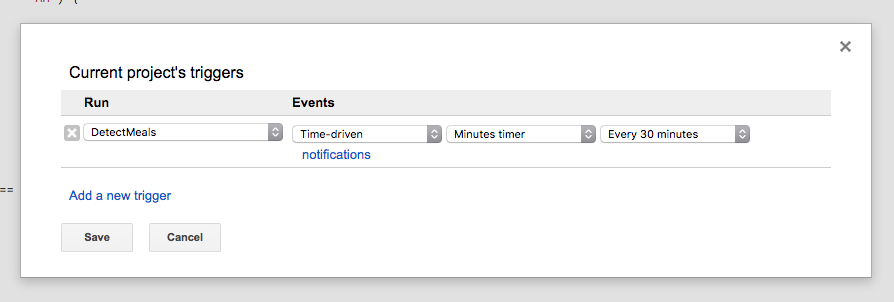 Current project's triggers
Run Events
DetectMeals Time-driven Minutes timer Every 30 minutes
notifications
==
Add a new trigger
Save Cancel